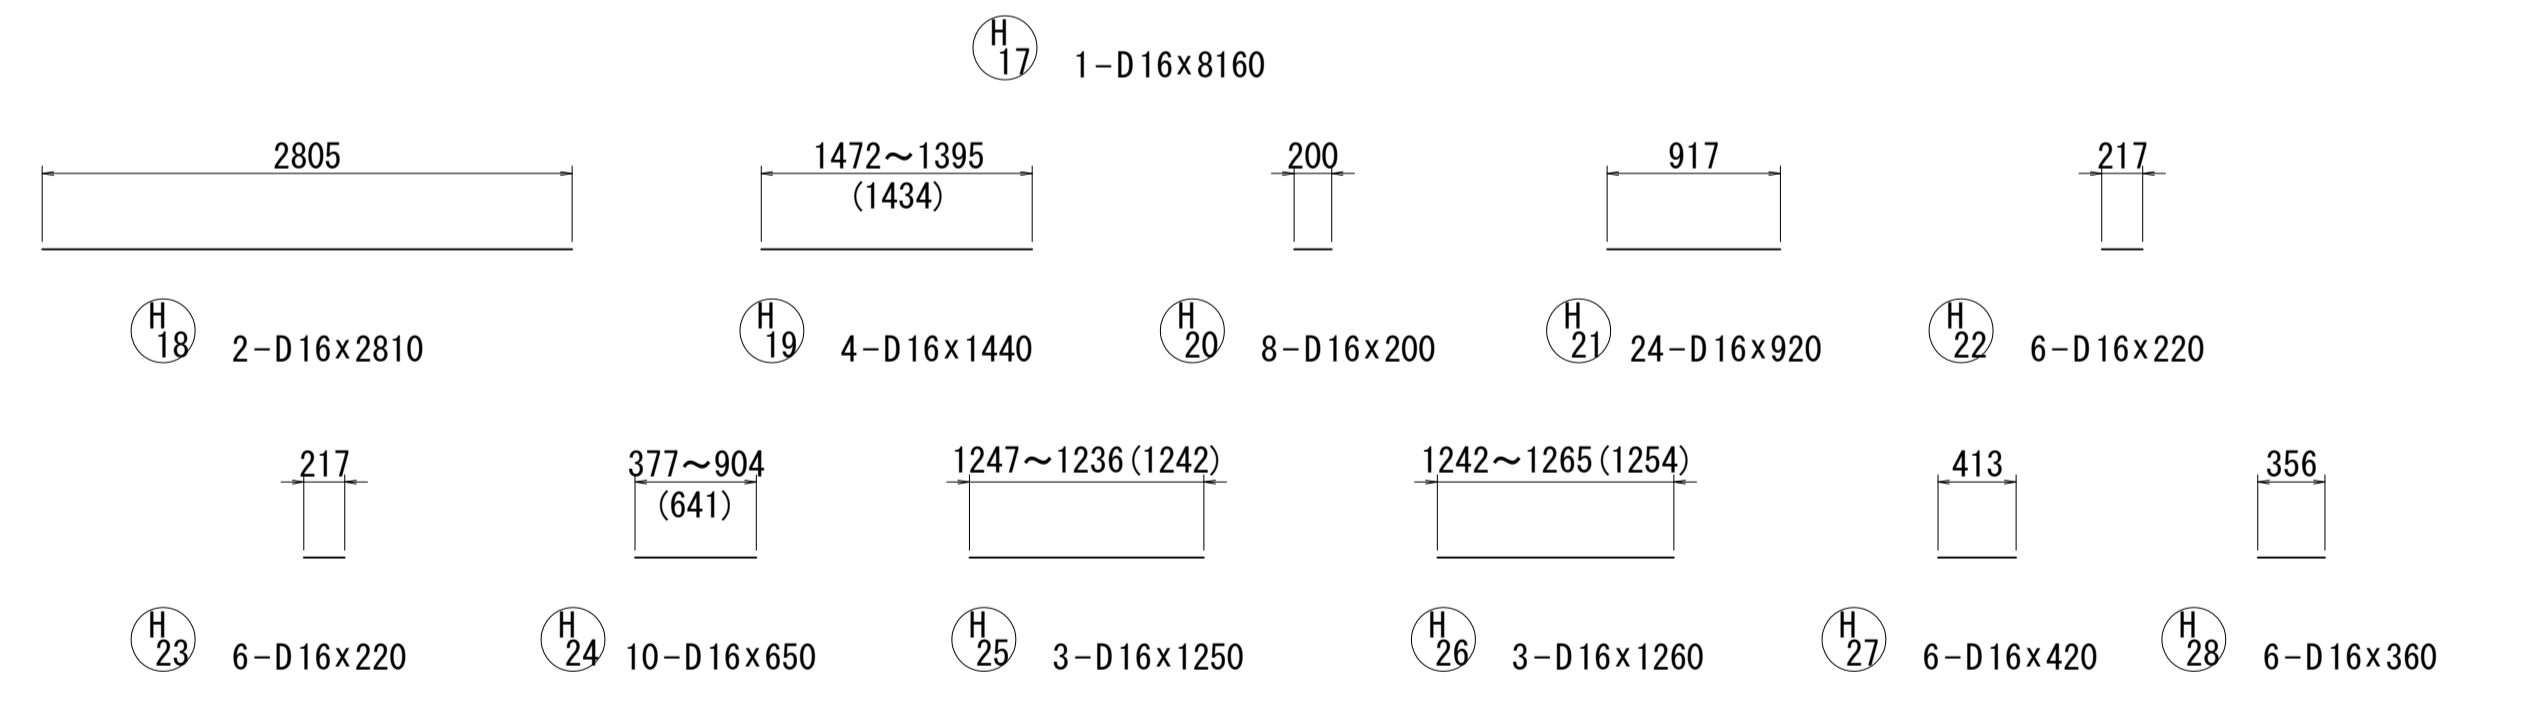 H
17 1-D16×8160
2805 1472～1395 200 917 217
(1434)
H H H H H
18 2-D16×2810 19 4-D16×1440 20 8-D16×200 21 24-D16×920 22 6-D16×220
217 377～904 1247～1236(1242) 1242～1265(1254) 413 356
(641)
H H H H H H
23 6-D16×220 24 10-D16×650 25 3-D16×1250 26 3-D16×1260 27 6-D16×420 28 6-D16×360